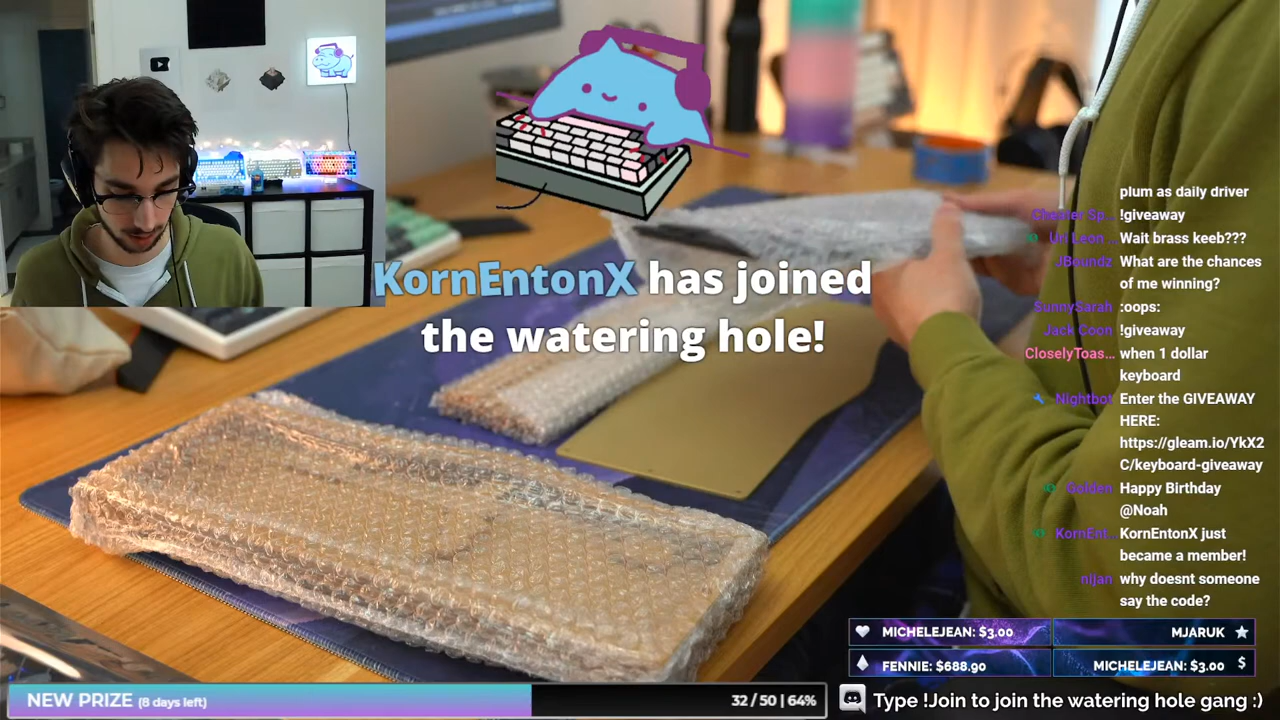 KornEntonX has joined
the watering hole!
plum as daily driver
!giveaway
Wait brass keeb???
JBoundz What are the chances
of me winning?
SunnySarah :oops:
Jack Coon !giveaway
CloselyToas... when 1 dollar
keyboard
Nightbot Enter the GIVEAWAY
HERE:
https://gleam.io/YkX2
C/keyboard-giveaway
Golden Happy Birthday
@Noah
KornEnt... KornEntonX just
became a member!
nijan why doesnt someone
say the code?
MICHELEJEAN: $3.00
MJARUK
FENNIE: $688.90
MICHELEJEAN: $3.00 $
NEW PRIZE (8 days left)
32 / 50 | 64%
Type !Join to join the watering hole gang :)